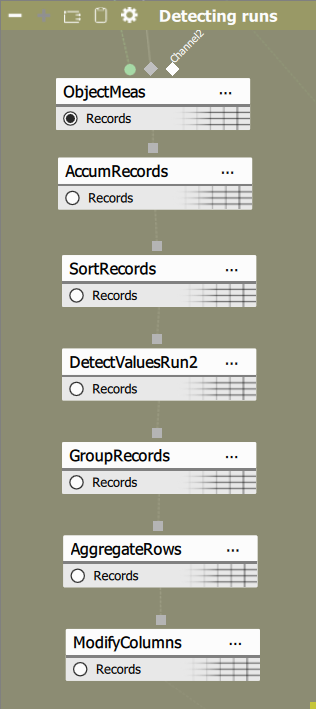 Detecting runs
Channel2
ObjectMeas ...
Records
AccumRecords ...
Records
SortRecords ...
Records
DetectValuesRun2 ...
Records
GroupRecords ...
Records
AggregateRows ...
Records
ModifyColumns ...
Records